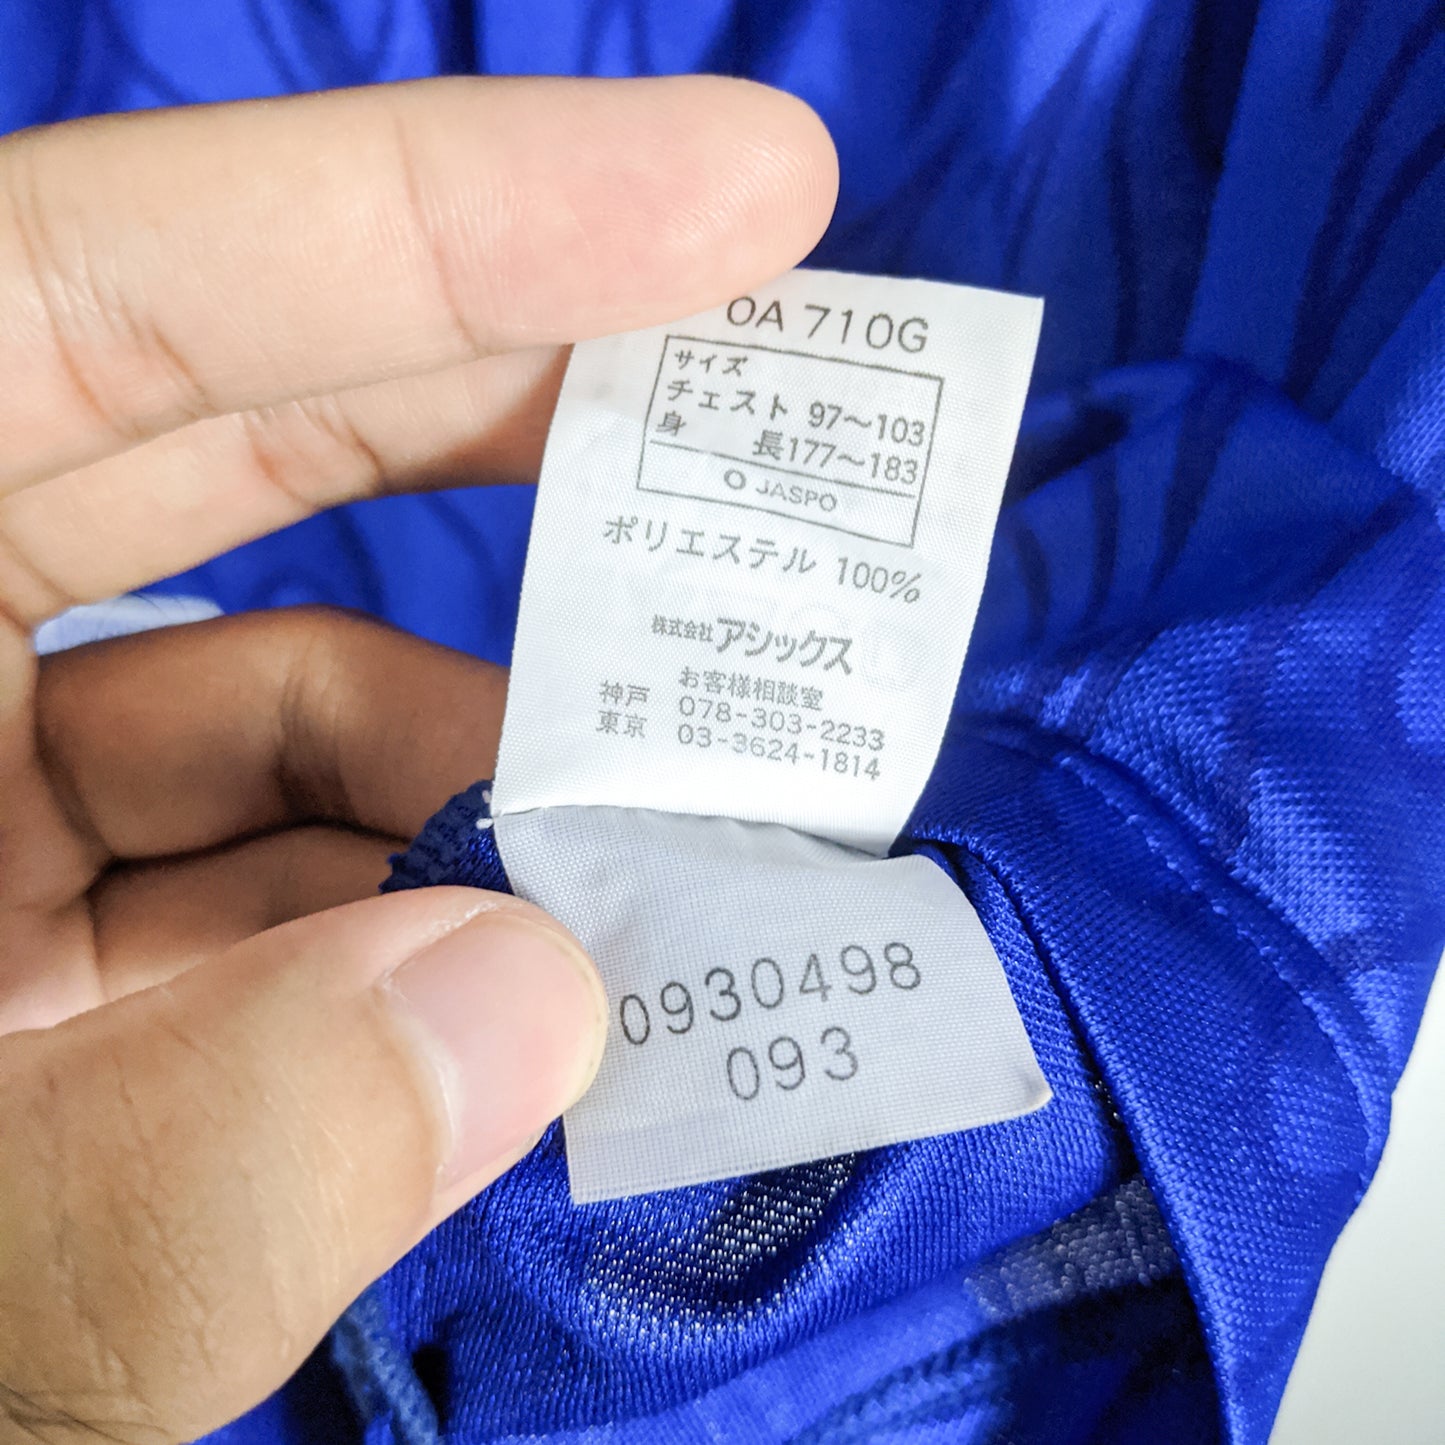 OA 710G
サイズ
チェスト 97～103
身 長177～183
O JASPO
ポリエステル 100%
株式会社アシックス
お客様相談室
神戸 078-303-2233
東京 03-3624-1814
0930498
093